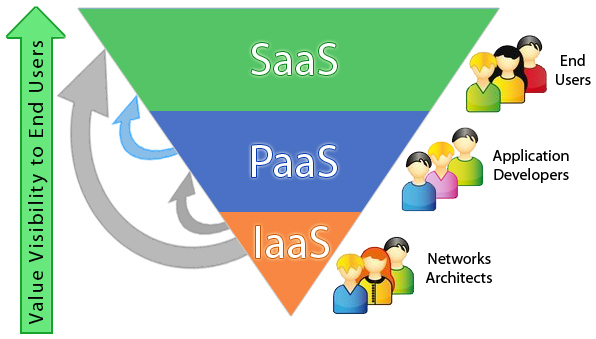 Value Visibility to End Users
SaaS
End
Users
PaaS
Application
Developers
IaaS
Networks
Architects